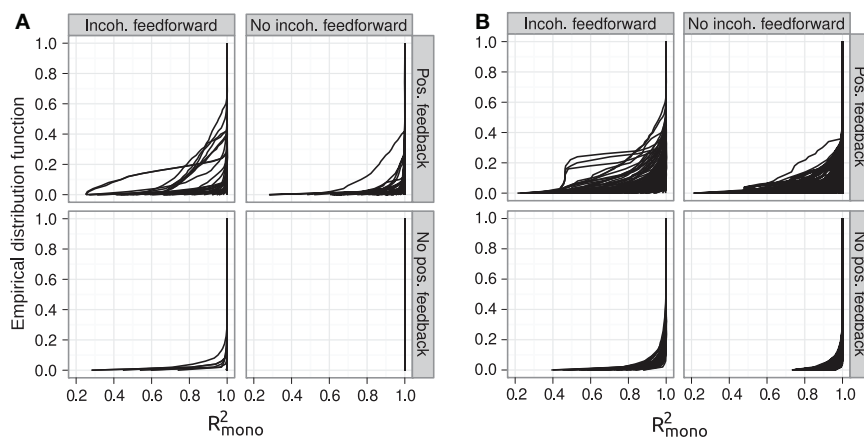 A
Incoh. feedforward
No incoh. feedforward
1.0
0.8
0.6
0.4
0.2
0.0
Pos. feedback
1.0
0.8
0.6
0.4
0.2
0.0
No pos. feedback
Empirical distribution function
0.2 0.4 0.6 0.8 1.0
0.2 0.4 0.6 0.8 1.0
R²mono
B
Incoh. feedforward
No incoh. feedforward
1.0
0.8
0.6
0.4
0.2
0.0
Pos. feedback
1.0
0.8
0.6
0.4
0.2
0.0
No pos. feedback
0.2 0.4 0.6 0.8 1.0
0.2 0.4 0.6 0.8 1.0
R²mono